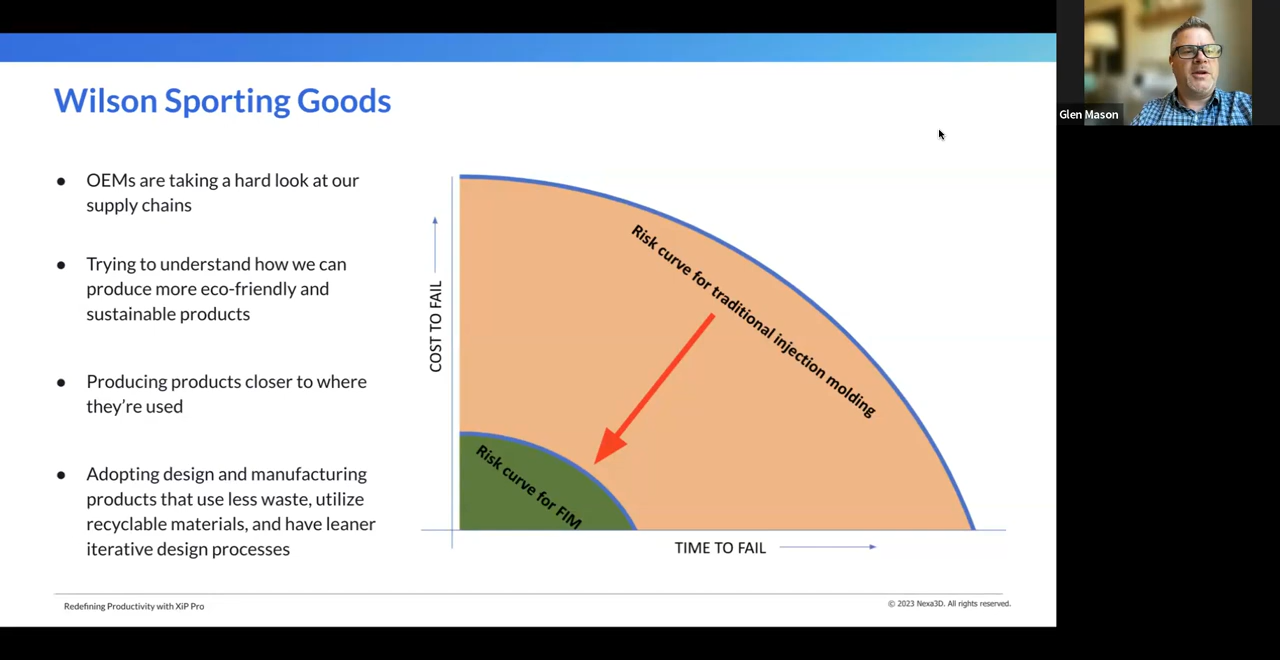 Wilson Sporting Goods
● OEMs are taking a hard look at our
supply chains
● Trying to understand how we can
produce more eco-friendly and
sustainable products
● Producing products closer to where
they're used
● Adopting design and manufacturing
products that use less waste, utilize
recyclable materials, and have leaner
iterative design processes
COST TO FAIL
Risk curve for traditional injection molding
Risk curve for FIM
TIME TO FAIL
Redefining Productivity with XiP Pro
© 2023 Nexa3D. All rights reserved.
Glen Mason